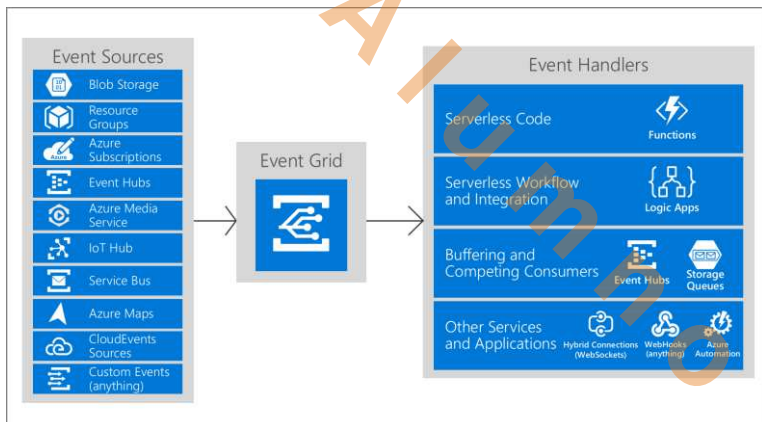 Event Sources
Blob Storage
Resource
Groups
Azure
Azure
Subscriptions
Event Hubs
Azure Media
Service
IoT Hub
Service Bus
Azure Maps
CloudEvents
Sources
Custom Events
(anything)
Event Grid
Event Handlers
Serverless Code
Functions
Serverless Workflow
and Integration
Logic Apps
Buffering and
Competing Consumers
Event Hubs
Storage
Queues
Other Services
and Applications
Hybrid Connections
(WebSockets)
WebHooks
(anything)
Azure
Automation
Alumno